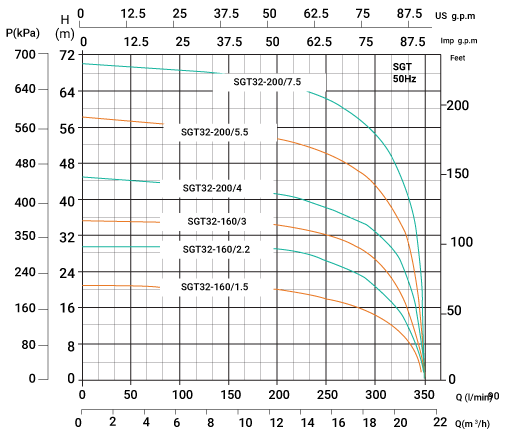 0 12.5 25 37.5 50 62.5 75 87.5 US g.p.m
H
0 12.5 25 37.5 50 62.5 75 87.5 Imp g.p.m
P(kPa) (m)
700 72 Feet
SGT
50Hz
SGT32-200/7.5
640 64 200
560 56
SGT32-200/5.5
480 48 150
SGT32-200/4
400 40
SGT32-160/3
350 32 100
SGT32-160/2.2
240 24
SGT32-160/1.5
160 16 50
80 8
0 0 0
0 50 100 150 200 250 300 350 Q (l/min) 90
0 2 4 6 8 10 12 14 16 18 20 22 Q(m³/h)